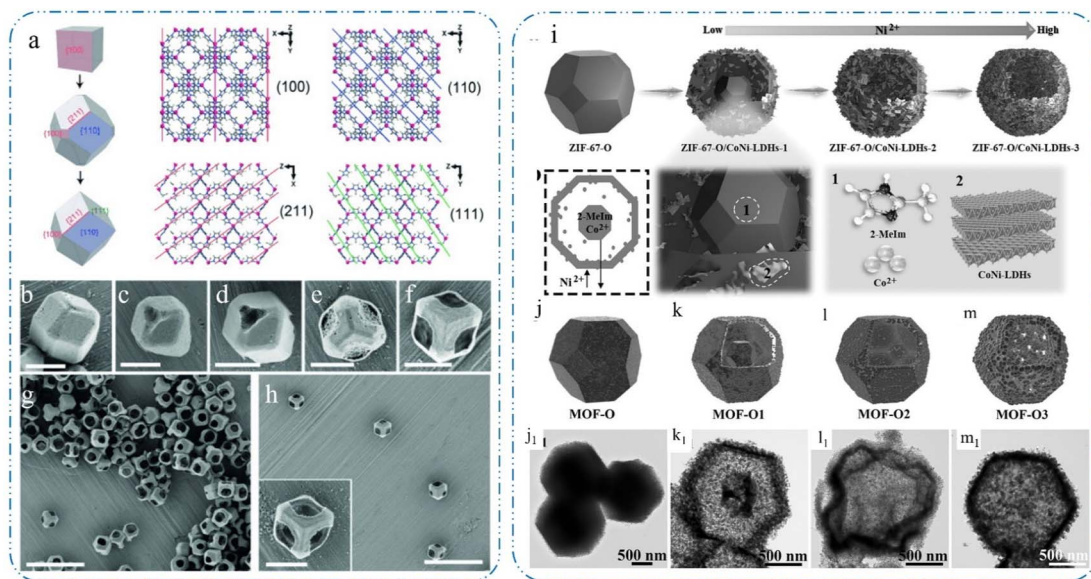 a
{100}
{211}
{100}
{110}
{211}
{111}
{100}
{110}
X Z Y
(100)
X Z Y
(110)
Z X
(211)
Z Y
(111)
b
c
d
e
f
g
h
i
Low Ni2+ High
ZIF-67-O
ZIF-67-O/CoNi-LDHs-1
ZIF-67-O/CoNi-LDHs-2
ZIF-67-O/CoNi-LDHs-3
2-MeIm
Co2+
Ni2+
1
2
1
2-MeIm
Co2+
2
CoNi-LDHs
j
k
l
m
MOF-O
MOF-O1
MOF-O2
MOF-O3
j1
k1
l1
m1
500 nm
500 nm
500 nm
500 nm